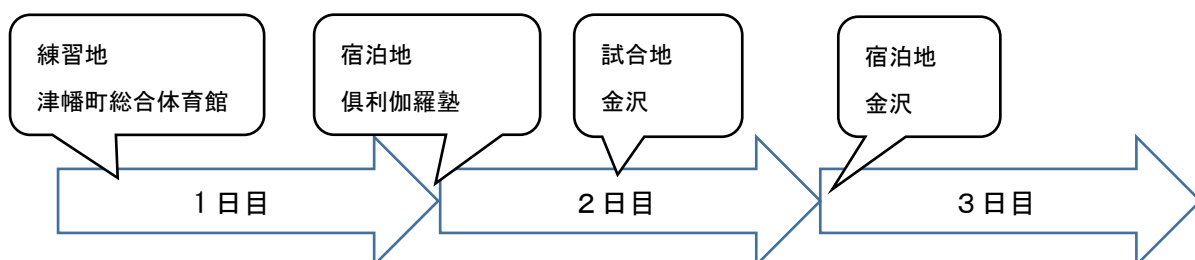 練習地
津幡町総合体育館
宿泊地
倶利伽羅塾
試合地
金沢
宿泊地
金沢
１日目
２日目
３日目